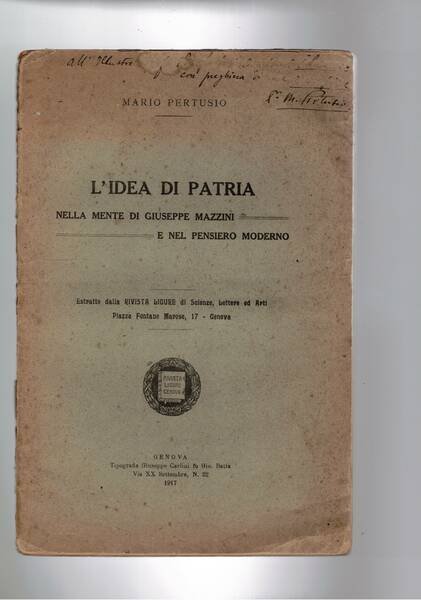 all' Illustre
con preghiera
MARIO PERTUSIO
L'IDEA DI PATRIA
NELLA MENTE DI GIUSEPPE MAZZINI
E NEL PENSIERO MODERNO
Estratto dalla RIVISTA LIGURE di Scienze, Lettere ed Arti
Piazza Fontane Marose, 17 - Genova
RIVISTA
LIGURE
GENOVA
GENOVA
Tipografia Giuseppe Carlini fu Gio. Batta
Via XX Settembre, N. 32
1917